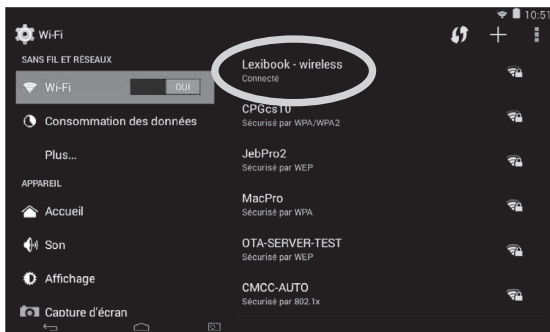 10:51
Wi-Fi
SANS FIL ET RÉSEAUX
Wi-Fi OUI
Consommation des données
Plus...
APPAREIL
Accueil
Son
Affichage
Capture d'écran
Lexibook - wireless
Connecté
CPGcs10
Sécurisé par WPA/WPA2
JebPro2
Sécurisé par WEP
MacPro
Sécurisé par WPA
OTA-SERVER-TEST
Sécurisé par WEP
CMCC-AUTO
Sécurisé par 802.1x